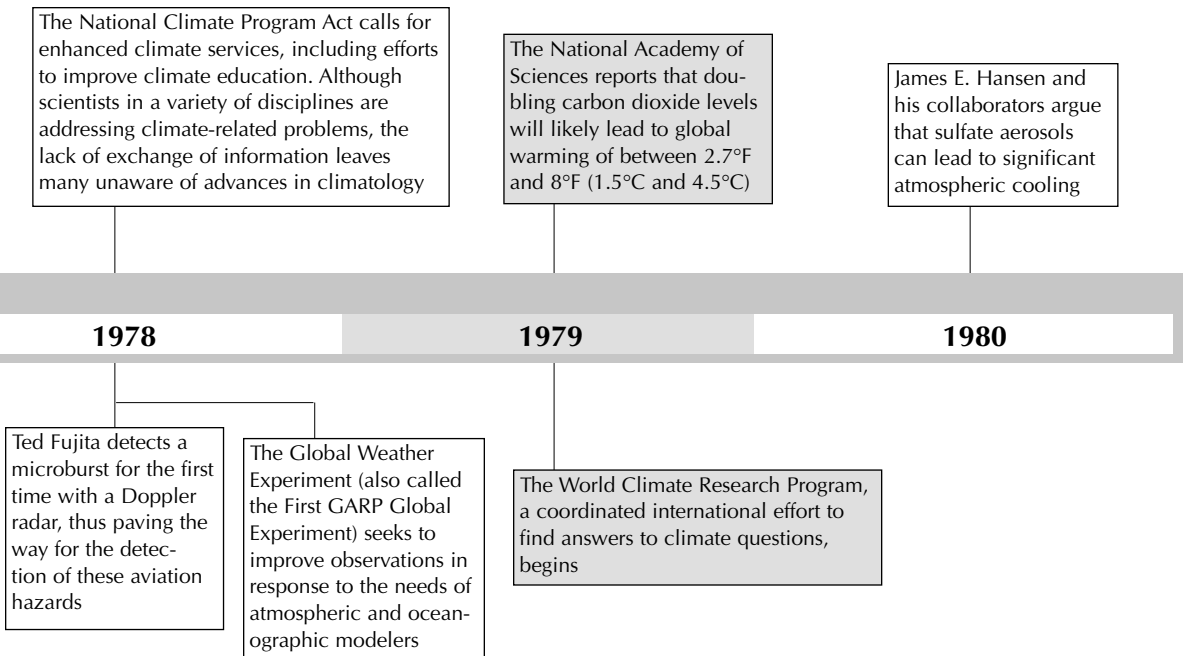 The National Climate Program Act calls for
enhanced climate services, including efforts
to improve climate education. Although
scientists in a variety of disciplines are
addressing climate-related problems, the
lack of exchange of information leaves
many unaware of advances in climatology
The National Academy of
Sciences reports that dou-
bling carbon dioxide levels
will likely lead to global
warming of between 2.7°F
and 8°F (1.5°C and 4.5°C)
James E. Hansen and
his collaborators argue
that sulfate aerosols
can lead to significant
atmospheric cooling
1978
1979
1980
Ted Fujita detects a
microburst for the first
time with a Doppler
radar, thus paving the
way for the detec-
tion of these aviation
hazards
The Global Weather
Experiment (also called
the First GARP Global
Experiment) seeks to
improve observations in
response to the needs of
atmospheric and ocean-
ographic modelers
The World Climate Research Program,
a coordinated international effort to
find answers to climate questions,
begins